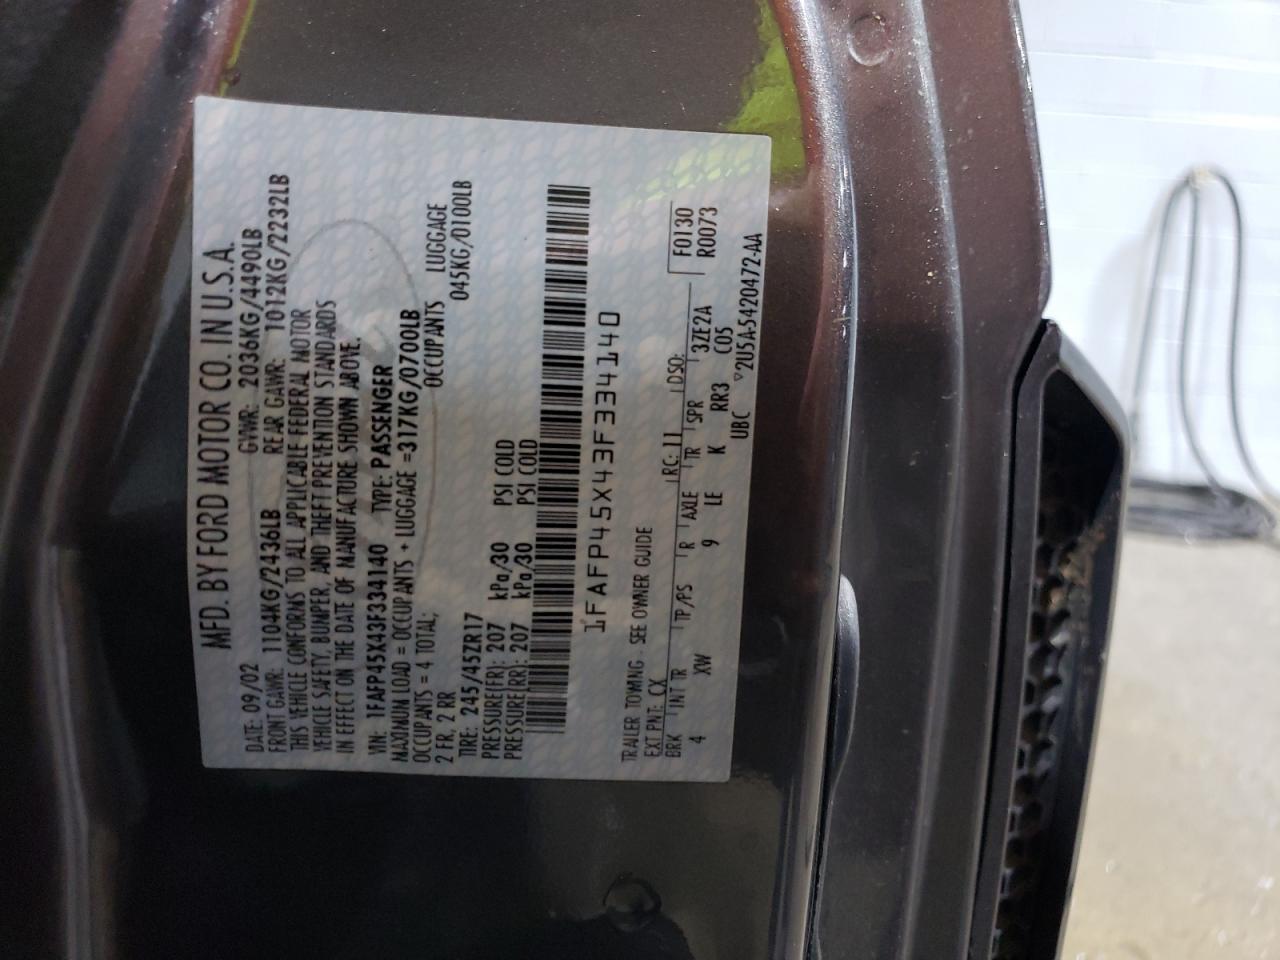 MFD. BY FORD MOTOR CO. IN U.S.A.
DATE: 09/02 GVWR: 2036KG/4490LB
FRONT GAWR: 1104KG/2436LB REAR GAWR: 1012KG/2232LB
THIS VEHICLE CONFORMS TO ALL APPLICABLE FEDERAL MOTOR
VEHICLE SAFETY, BUMPER, AND THEFT PREVENTION STANDARDS
IN EFFECT ON THE DATE OF MANUFACTURE SHOWN ABOVE.
VIN: 1FAFP45X43F334140 TYPE: PASSENGER
MAXIMUM LOAD = OCCUPANTS + LUGGAGE =317KG/0700LB
OCCUPANTS = 4 TOTAL; OCCUPANTS LUGGAGE
2 FR, 2 RR 045KG/0100LB
TIRE: 245/45ZR17
PRESSURE(FR): 207 kPa/30 PSI COLD
PRESSURE(RR): 207 kPa/30 PSI COLD
1FAFP45X43F334140
TRAILER TOWING - SEE OWNER GUIDE
EXT PNT: CX RC: 11 DSO: F0130
BRK INT TR TP/PS R AXLE TR SPR R0073
4 XW 9 LE K RR3 3ZE2A
UBC C05
▽2U5A-5420472-AA